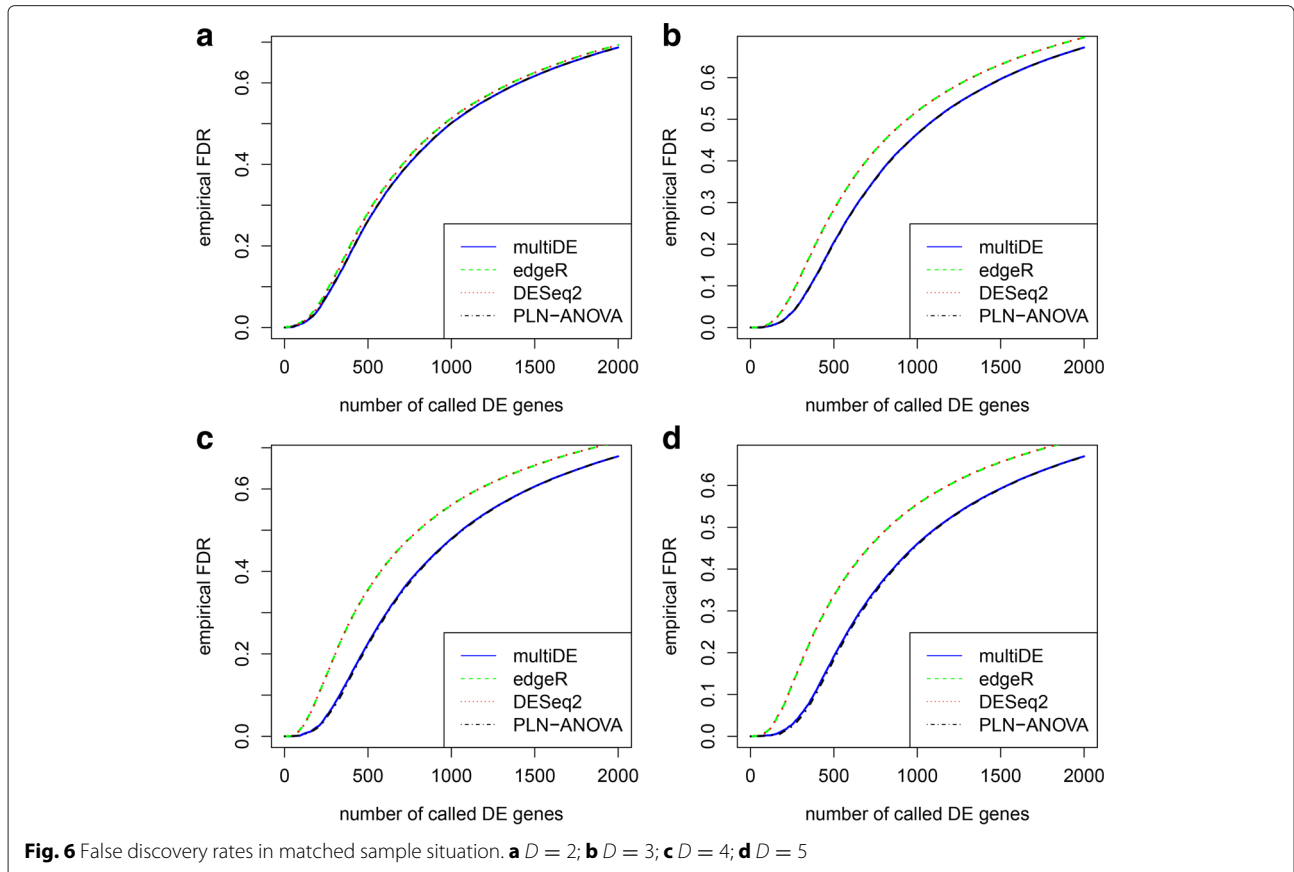 a
0.0 0.2 0.4 0.6
empirical FDR
0 500 1000 1500 2000
number of called DE genes
multiDE
edgeR
DESeq2
PLN−ANOVA
b
0.0 0.1 0.2 0.3 0.4 0.5 0.6
empirical FDR
0 500 1000 1500 2000
number of called DE genes
multiDE
edgeR
DESeq2
PLN−ANOVA
c
0.0 0.2 0.4 0.6
empirical FDR
0 500 1000 1500 2000
number of called DE genes
multiDE
edgeR
DESeq2
PLN−ANOVA
d
0.0 0.1 0.2 0.3 0.4 0.5 0.6
empirical FDR
0 500 1000 1500 2000
number of called DE genes
multiDE
edgeR
DESeq2
PLN−ANOVA
Fig. 6 False discovery rates in matched sample situation. a D = 2; b D = 3; c D = 4; d D = 5